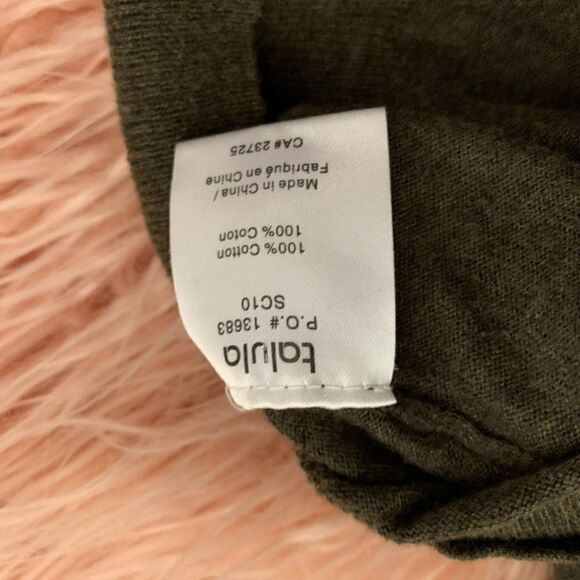 talula
P.O.# 13683
SC10
100% Cotton
100% Coton
Made in China/
Fabriqué en Chine
CA# 23725